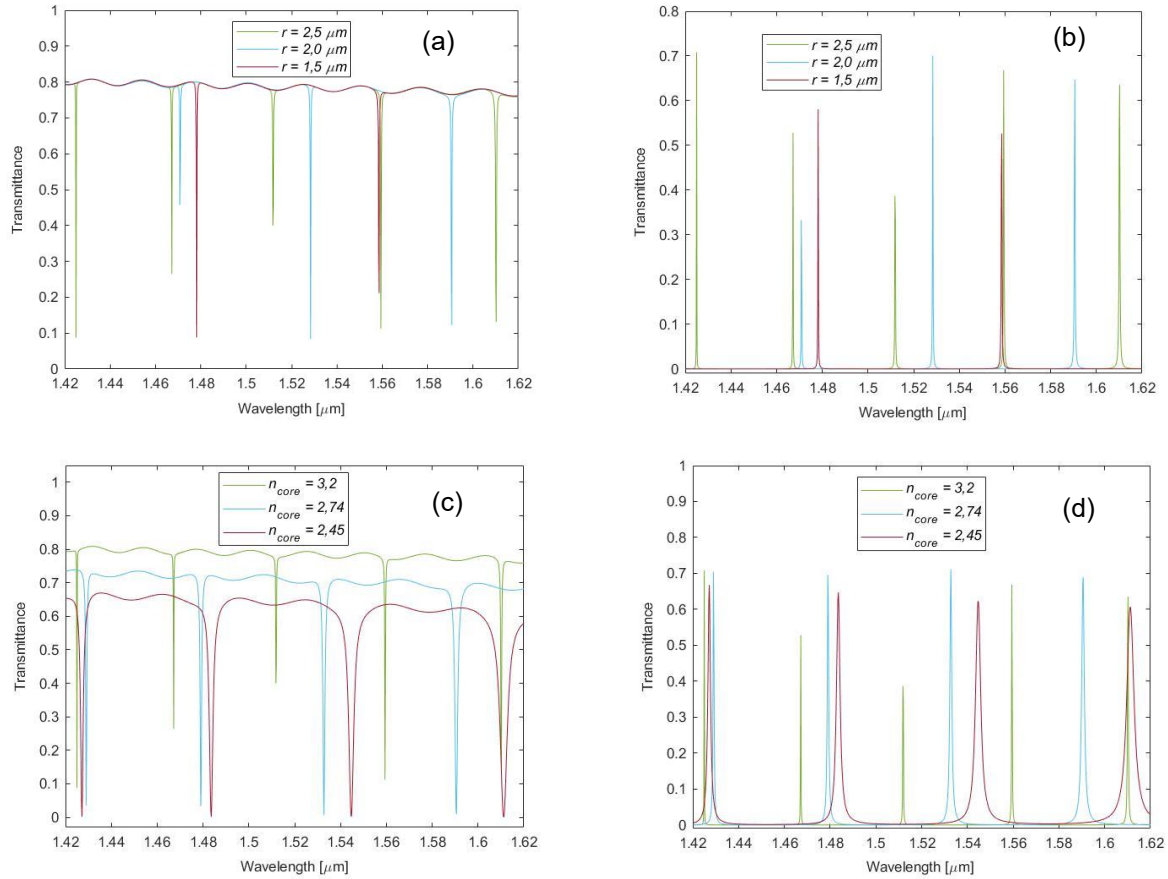 (a)
r = 2,5 μm
r = 2,0 μm
r = 1,5 μm
Transmittance
1
0.9
0.8
0.7
0.6
0.5
0.4
0.3
0.2
0.1
0
1.42 1.44 1.46 1.48 1.5 1.52 1.54 1.56 1.58 1.6 1.62
Wavelength [μm]
(b)
r = 2,5 μm
r = 2,0 μm
r = 1,5 μm
Transmittance
0.8
0.7
0.6
0.5
0.4
0.3
0.2
0.1
0
1.42 1.44 1.46 1.48 1.5 1.52 1.54 1.56 1.58 1.6 1.62
Wavelength [μm]
(c)
n core = 3,2
n core = 2,74
n core = 2,45
Transmittance
1
0.9
0.8
0.7
0.6
0.5
0.4
0.3
0.2
0.1
0
1.42 1.44 1.46 1.48 1.5 1.52 1.54 1.56 1.58 1.6 1.62
Wavelength [μm]
(d)
n core = 3,2
n core = 2,74
n core = 2,45
Transmittance
1
0.9
0.8
0.7
0.6
0.5
0.4
0.3
0.2
0.1
0
1.42 1.44 1.46 1.48 1.5 1.52 1.54 1.56 1.58 1.6 1.62
Wavelength [μm]